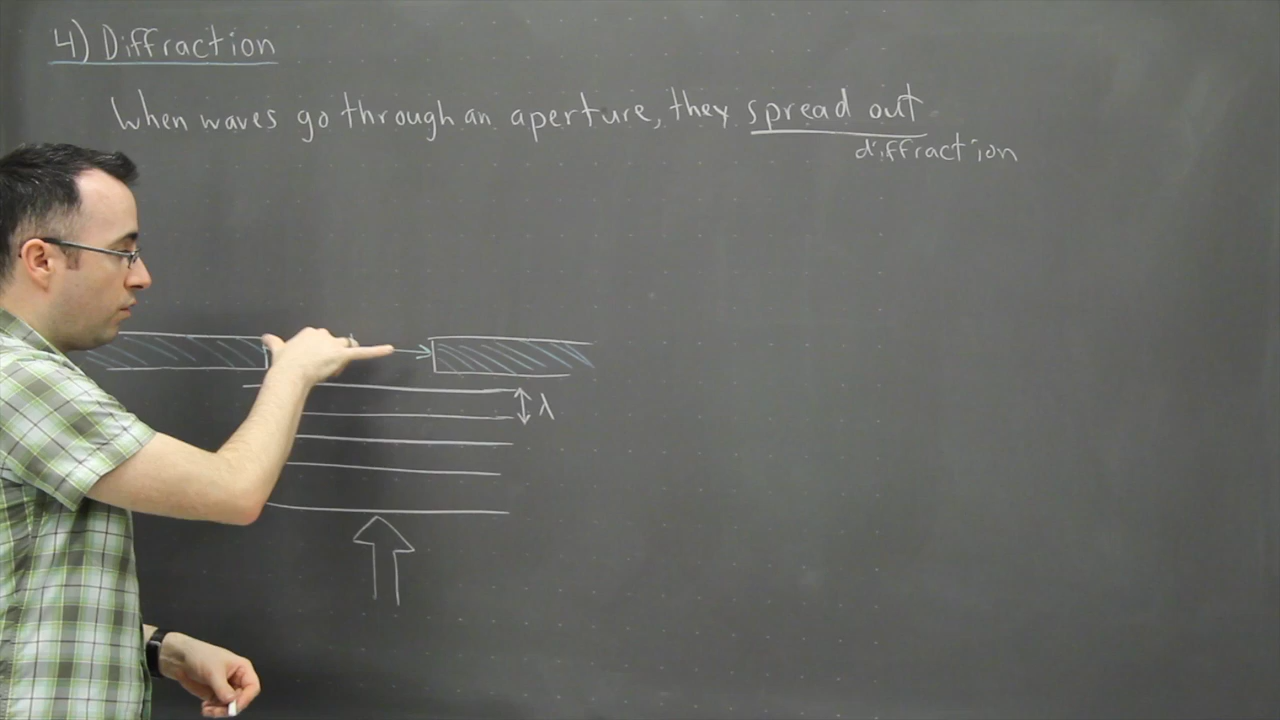 4) Diffraction
When waves go through an aperture, they spread out
diffraction
λ